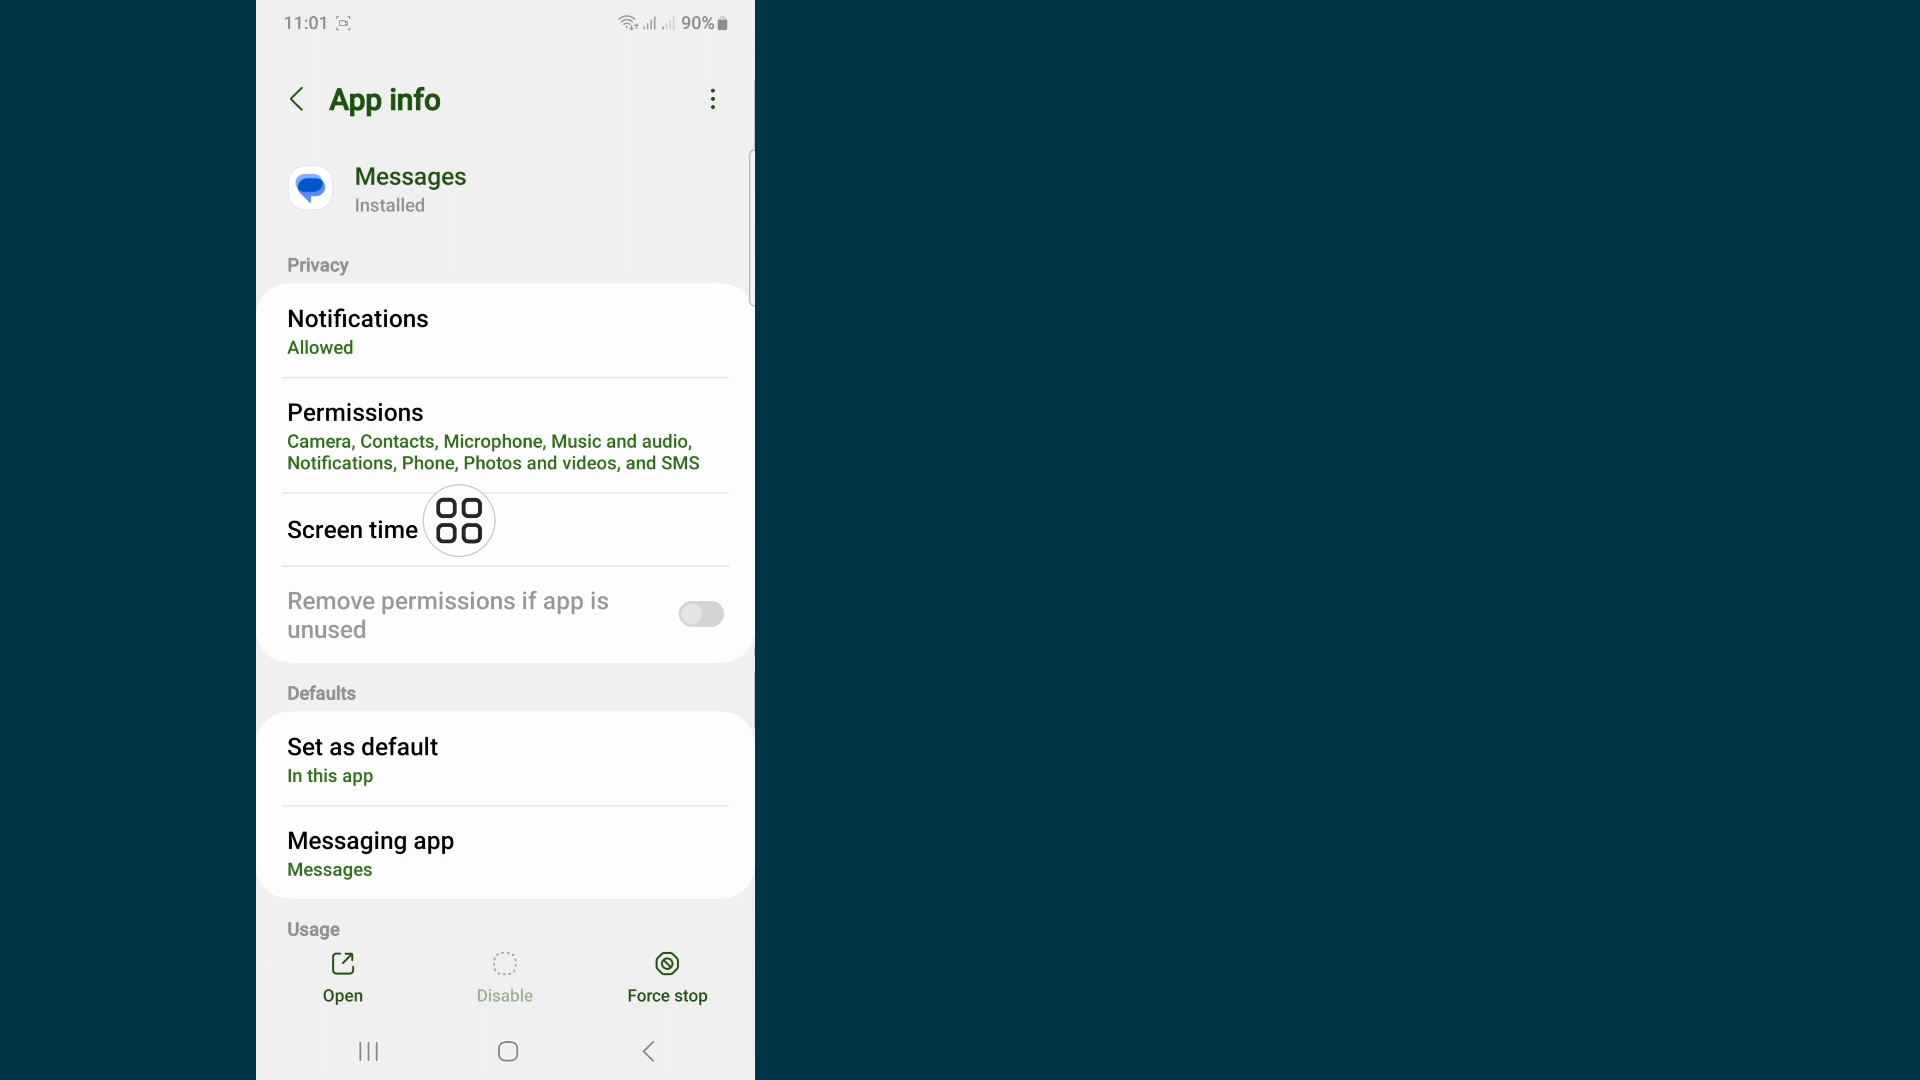 11:01
90%
App info
Messages
Installed
Privacy
Notifications
Allowed
Permissions
Camera, Contacts, Microphone, Music and audio,
Notifications, Phone, Photos and videos, and SMS
Screen time
Remove permissions if app is
unused
Defaults
Set as default
In this app
Messaging app
Messages
Usage
Open
Disable
Force stop